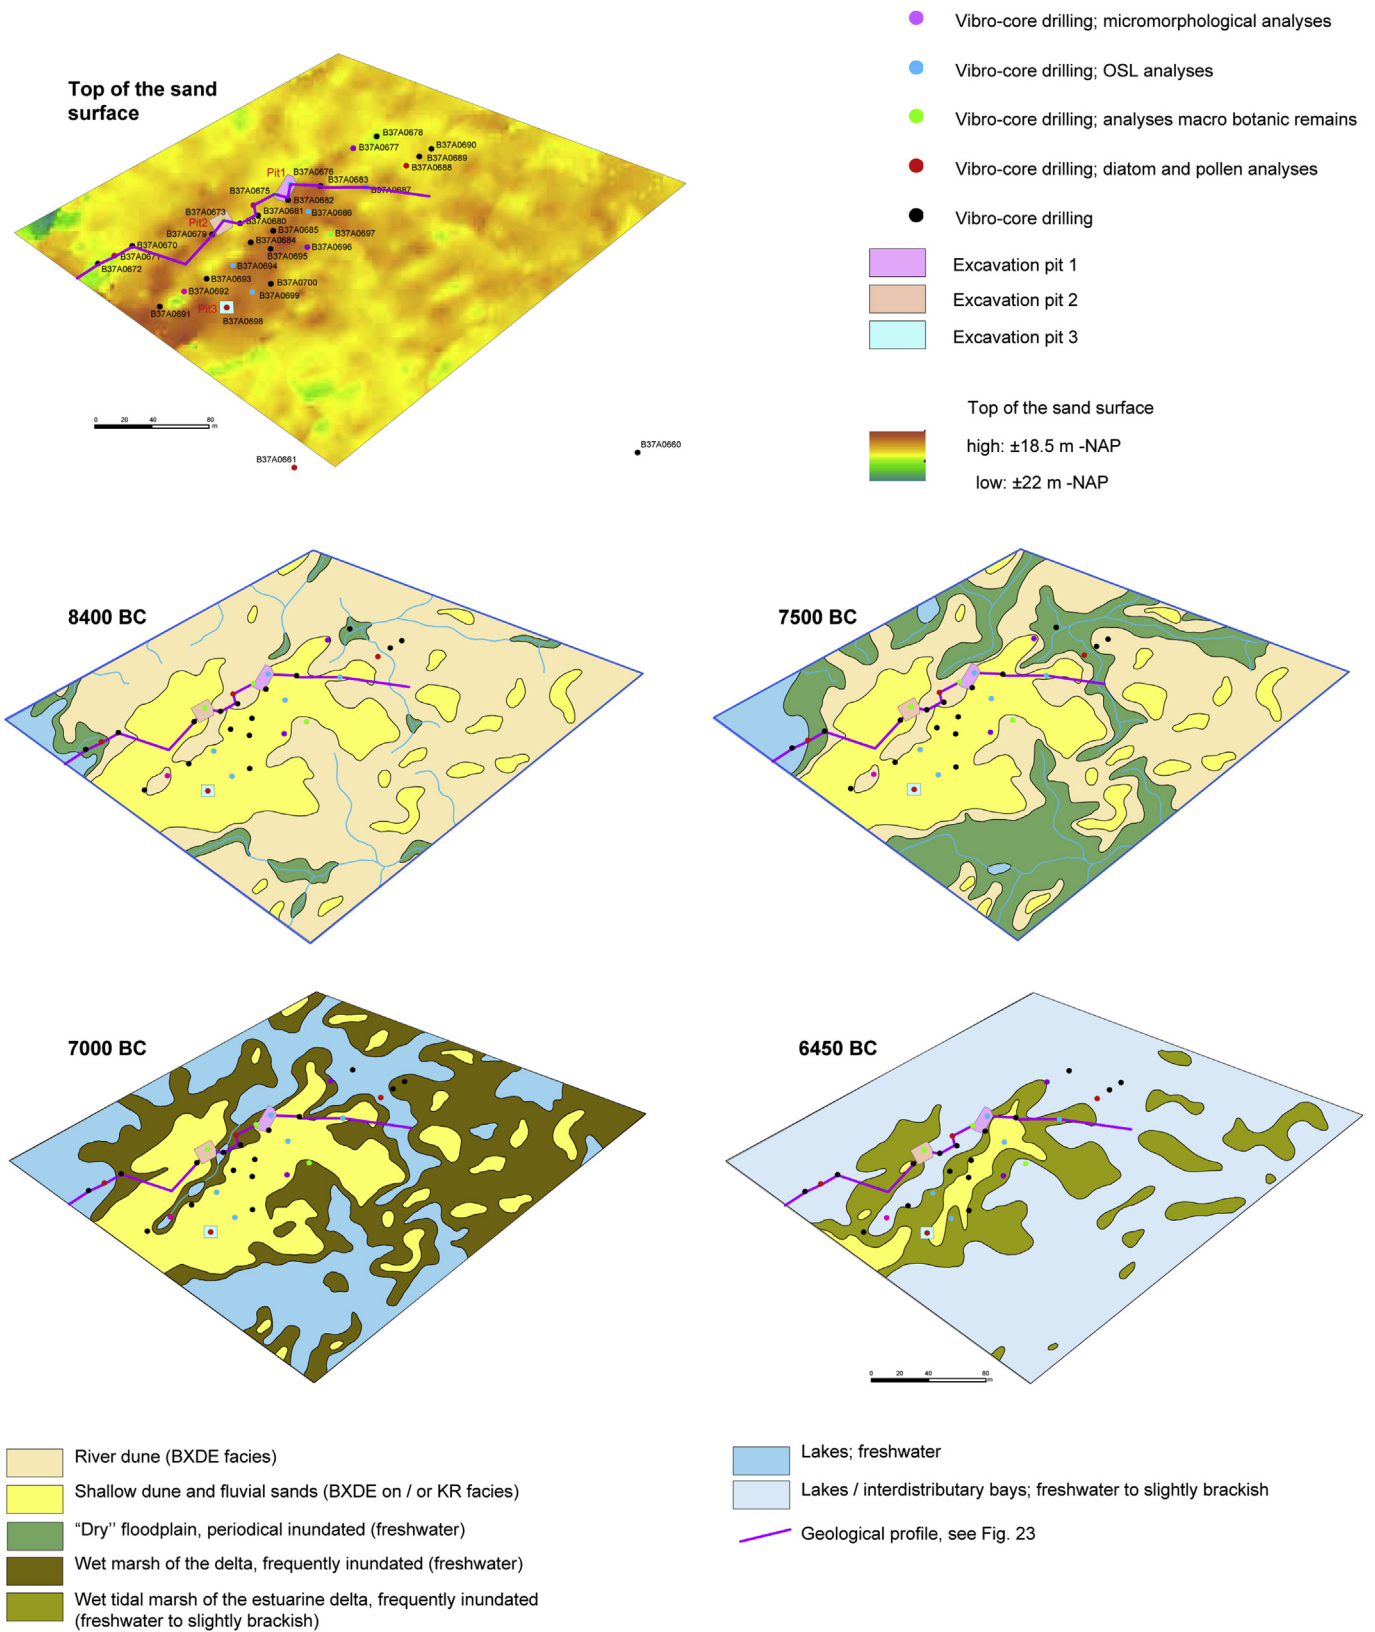 Top of the sand
surface
B37A0678
B37A0690
B37A0677
B37A0689
B37A0688
Pit1
B37A0676
B37A0683
B37A0675
B37A0687
B37A0682
B37A0673
B37A0681
B37A0686
Pit2
B37A0680
B37A0679
B37A0685
B37A0697
B37A0670
B37A0684
B37A0696
B37A0671
B37A0695
B37A0672
B37A0694
B37A0693
B37A0700
B37A0692
B37A0699
Pit3
B37A0691
B37A0698
0 20 40 80
m
B37A0661
B37A0660
Vibro-core drilling; micromorphological analyses
Vibro-core drilling; OSL analyses
Vibro-core drilling; analyses macro botanic remains
Vibro-core drilling; diatom and pollen analyses
Vibro-core drilling
Excavation pit 1
Excavation pit 2
Excavation pit 3
Top of the sand surface
high: ±18.5 m -NAP
low: ±22 m -NAP
8400 BC
7500 BC
7000 BC
6450 BC
0 20 40 80
m
River dune (BXDE facies)
Shallow dune and fluvial sands (BXDE on / or KR facies)
“Dry’’ floodplain, periodical inundated (freshwater)
Wet marsh of the delta, frequently inundated (freshwater)
Wet tidal marsh of the estuarine delta, frequently inundated
(freshwater to slightly brackish)
Lakes; freshwater
Lakes / interdistributary bays; freshwater to slightly brackish
Geological profile, see Fig. 23